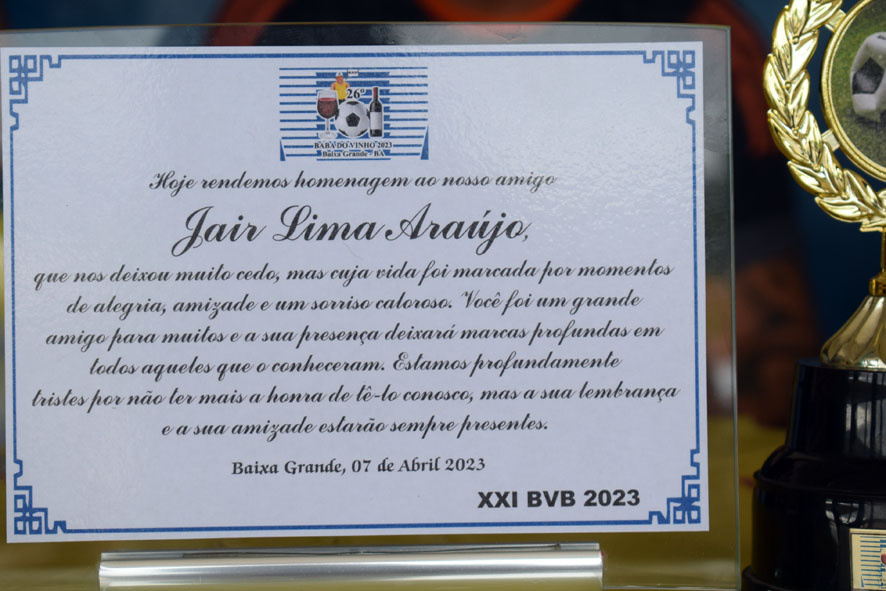 26º
BABA DO VINHO 2023
Baixa Grande - BA
Hoje rendemos homenagem ao nosso amigo
Jair Lima Araújo,
que nos deixou muito cedo, mas cuja vida foi marcada por momentos
de alegria, amizade e um sorriso caloroso. Você foi um grande
amigo para muitos e a sua presença deixará marcas profundas em
todos aqueles que o conheceram. Estamos profundamente
tristes por não ter mais a honra de tê-lo conosco, mas a sua lembrança
e a sua amizade estarão sempre presentes.
Baixa Grande, 07 de Abril 2023
XXI BVB 2023